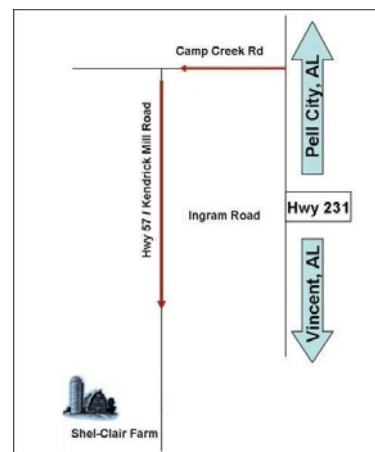 Camp Creek Rd
Pell City, AL
Hwy 57 / Kendrick Mill Road
Ingram Road
Hwy 231
Vincent, AL
Shel-Clair Farm